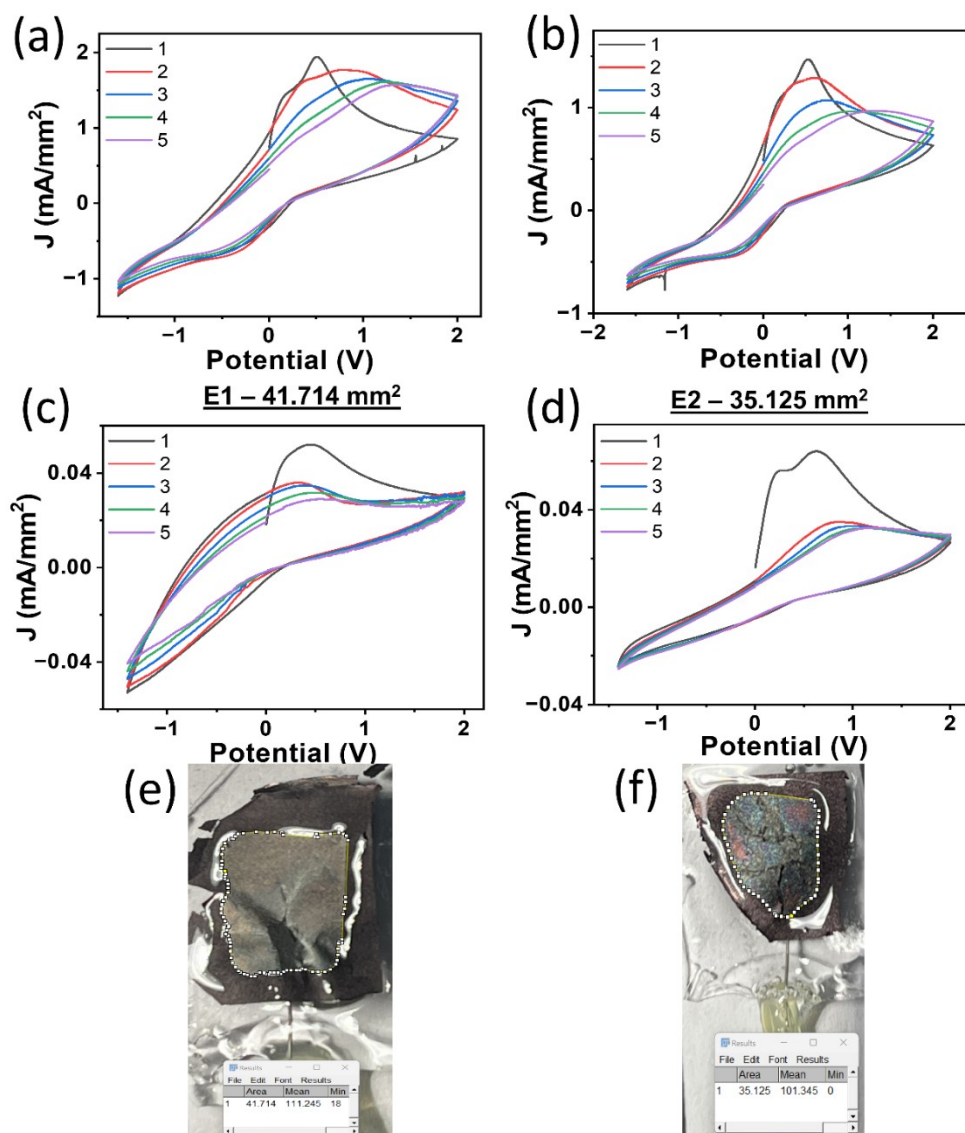 (a)
J (mA/mm²)
2
1
0
−1
1
2
3
4
5
−1
0
1
2
Potential (V)
(b)
J (mA/mm²)
1
0
−1
1
2
3
4
5
−2
−1
0
1
2
Potential (V)
E1 – 41.714 mm²
E2 – 35.125 mm²
(c)
J (mA/mm²)
0.04
0.00
−0.04
1
2
3
4
5
−1
0
1
2
Potential (V)
(d)
J (mA/mm²)
0.08
0.04
0.00
−0.04
1
2
3
4
5
−1
0
1
2
Potential (V)
(e)
Results
File Edit Font Results
Area Mean Min
1 41.714 111.245 18
(f)
Results
File Edit Font Results
Area Mean Min
1 35.125 101.345 0